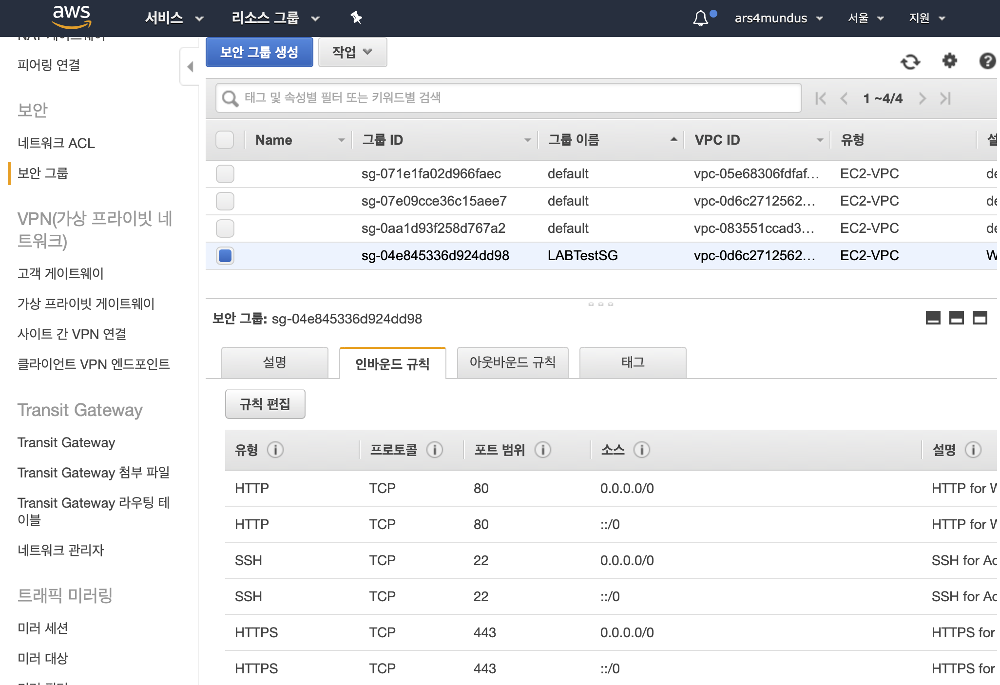 aws
서비스
리소스 그룹
ars4mundus
서울
지원
NAT 게이트웨이
피어링 연결
보안
네트워크 ACL
보안 그룹
VPN(가상 프라이빗 네
트워크)
고객 게이트웨이
가상 프라이빗 게이트웨이
사이트 간 VPN 연결
클라이언트 VPN 엔드포인트
Transit Gateway
Transit Gateway
Transit Gateway 첨부 파일
Transit Gateway 라우팅 테
이블
네트워크 관리자
트래픽 미러링
미러 세션
미러 대상
보안 그룹 생성
작업
태그 및 속성별 필터 또는 키워드별 검색
1 ~4/4
Name 그룹 ID 그룹 이름 VPC ID 유형 설
sg-071e1fa02d966faec default vpc-05e68306fdfaf... EC2-VPC de
sg-07e09cce36c15aee7 default vpc-0d6c2712562... EC2-VPC de
sg-0aa1d93f258d767a2 default vpc-083551ccad3... EC2-VPC de
sg-04e845336d924dd98 LABTestSG vpc-0d6c2712562... EC2-VPC W
보안 그룹: sg-04e845336d924dd98
설명
인바운드 규칙
아웃바운드 규칙
태그
규칙 편집
유형 프로토콜 포트 범위 소스 설명
HTTP TCP 80 0.0.0.0/0 HTTP for W
HTTP TCP 80 ::/0 HTTP for W
SSH TCP 22 0.0.0.0/0 SSH for Ac
SSH TCP 22 ::/0 SSH for Ac
HTTPS TCP 443 0.0.0.0/0 HTTPS for
HTTPS TCP 443 ::/0 HTTPS for